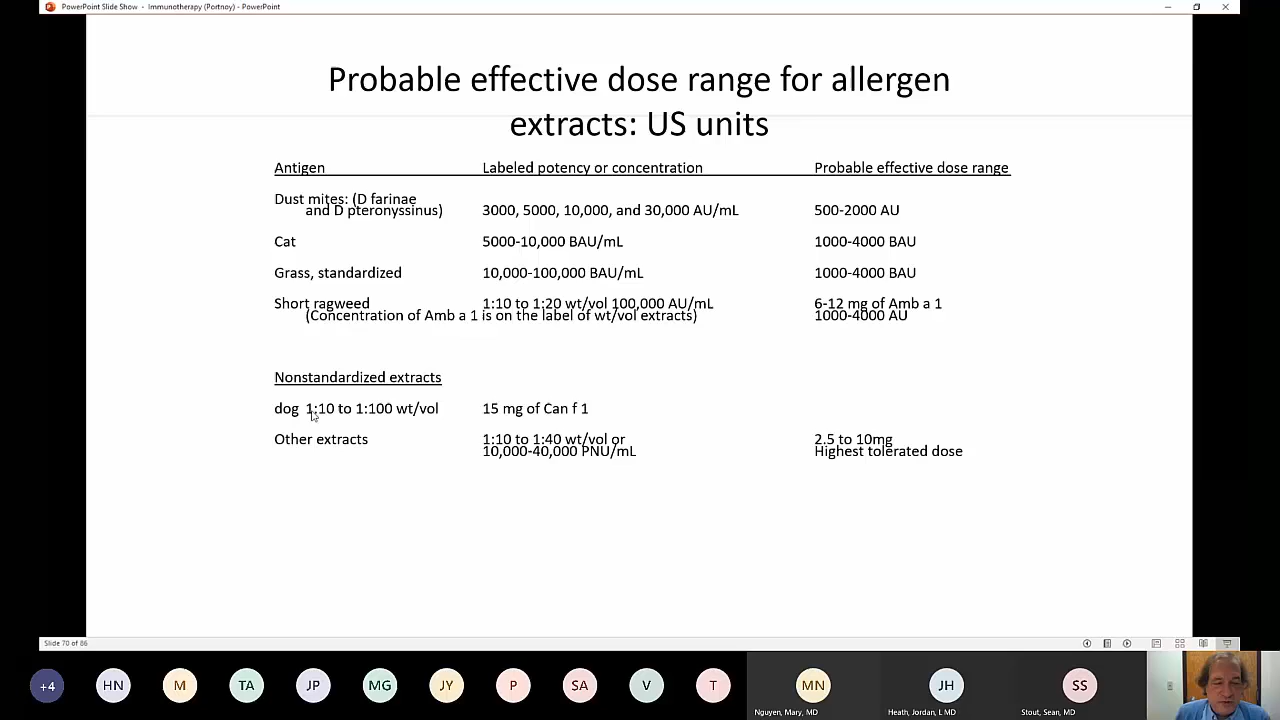 PowerPoint Slide Show - Immunotherapy (Portnoy) - PowerPoint
Probable effective dose range for allergen
extracts: US units
Antigen Labeled potency or concentration Probable effective dose range
Dust mites: (D farinae
and D pteronyssinus) 3000, 5000, 10,000, and 30,000 AU/mL 500-2000 AU
Cat 5000-10,000 BAU/mL 1000-4000 BAU
Grass, standardized 10,000-100,000 BAU/mL 1000-4000 BAU
Short ragweed 1:10 to 1:20 wt/vol 100,000 AU/mL 6-12 mg of Amb a 1
(Concentration of Amb a 1 is on the label of wt/vol extracts) 1000-4000 AU
Nonstandardized extracts
dog 1:10 to 1:100 wt/vol 15 mg of Can f 1
Other extracts 1:10 to 1:40 wt/vol or 2.5 to 10mg
10,000-40,000 PNU/mL Highest tolerated dose
Slide 70 of 86
+4 HN M TA JP MG JY P SA V T MN JH SS
Nguyen, Mary, MD Heath, Jordan, L MD Stout, Sean, MD